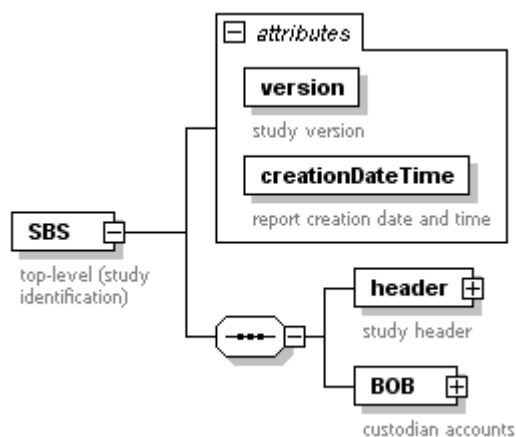 attributes
version
study version
creationDateTime
report creation date and time
SBS
top-level (study
identification)
header
study header
BOB
custodian accounts